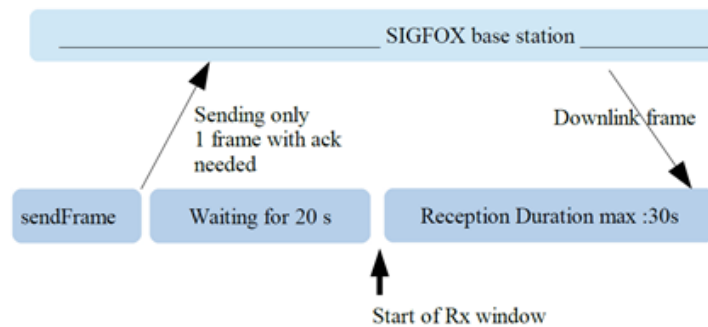 SIGFOX base station
Sending only
1 frame with ack
needed
Downlink frame
sendFrame
Waiting for 20 s
Reception Duration max :30s
Start of Rx window